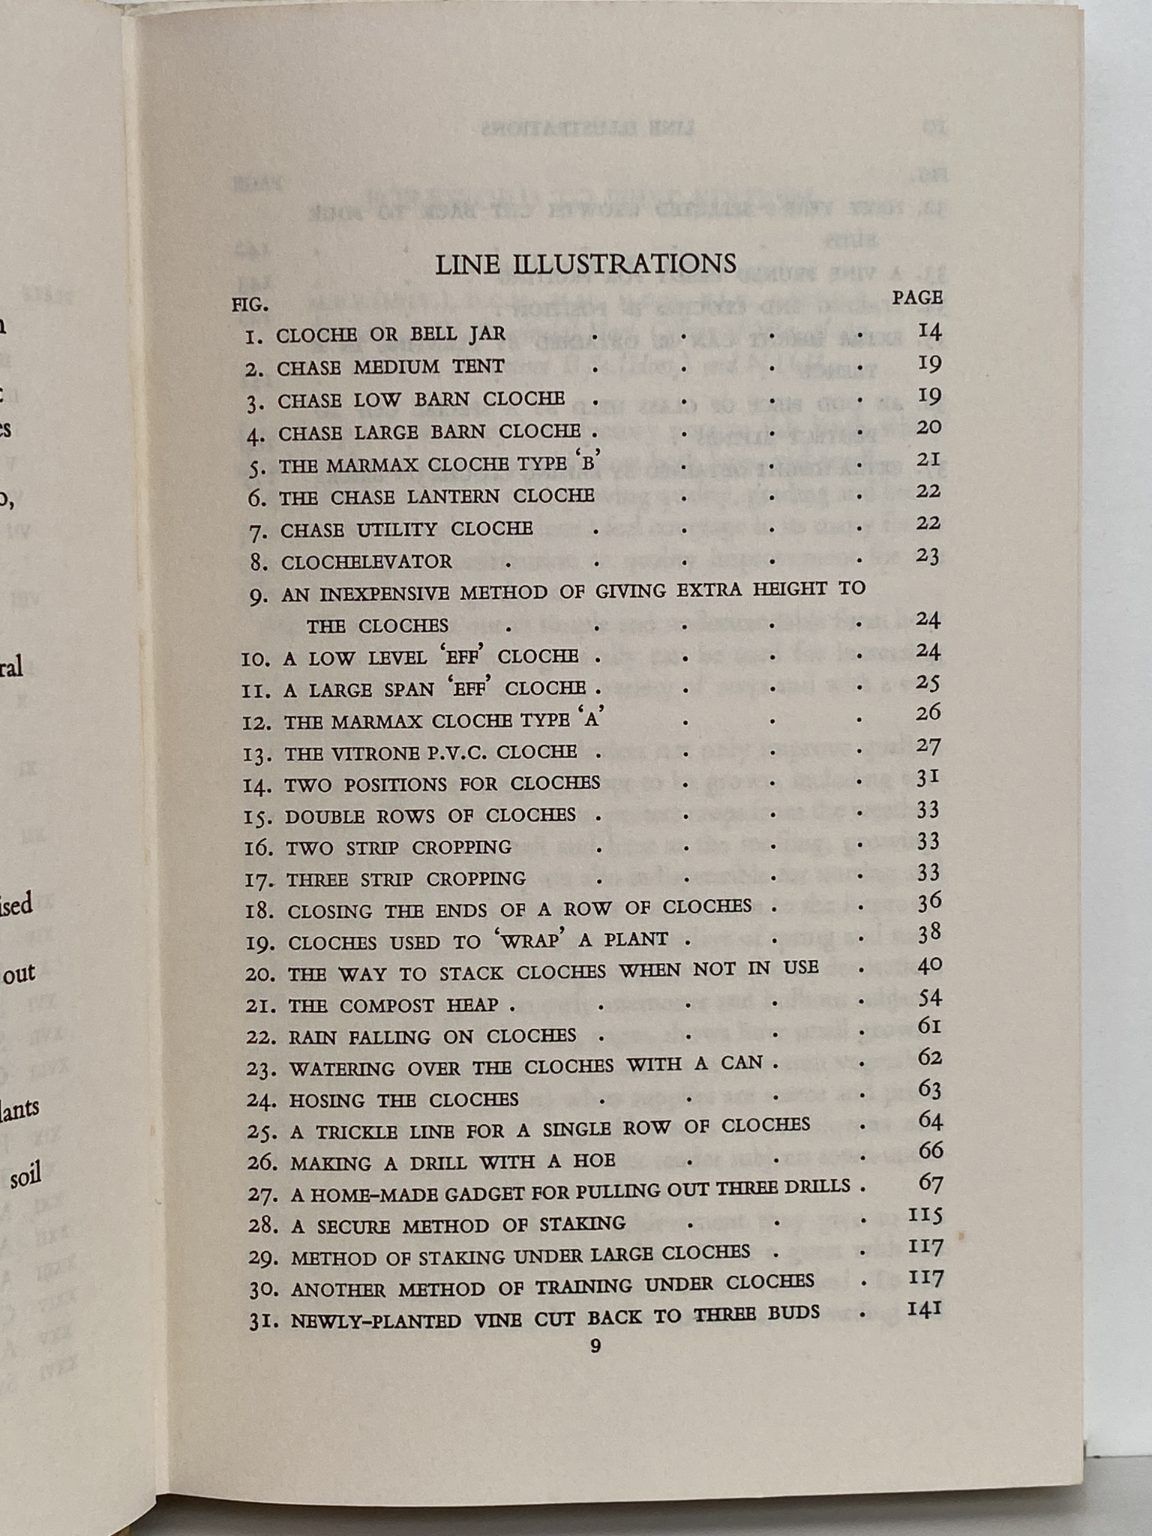 LINE ILLUSTRATIONS
FIG. PAGE
1. CLOCHE OR BELL JAR . . . . 14
2. CHASE MEDIUM TENT . . . . 19
3. CHASE LOW BARN CLOCHE . . . . 19
4. CHASE LARGE BARN CLOCHE . . . . 20
5. THE MARMAX CLOCHE TYPE 'B' . . . 21
6. THE CHASE LANTERN CLOCHE . . . 22
7. CHASE UTILITY CLOCHE . . . . 22
8. CLOCHELEVATOR . . . . . 23
9. AN INEXPENSIVE METHOD OF GIVING EXTRA HEIGHT TO
THE CLOCHES . . . . . 24
10. A LOW LEVEL 'EFF' CLOCHE . . . . 24
11. A LARGE SPAN 'EFF' CLOCHE . . . . 25
12. THE MARMAX CLOCHE TYPE 'A' . . . 26
13. THE VITRONE P.V.C. CLOCHE . . . . 27
14. TWO POSITIONS FOR CLOCHES . . . 31
15. DOUBLE ROWS OF CLOCHES . . . . 33
16. TWO STRIP CROPPING . . . . 33
17. THREE STRIP CROPPING . . . . 33
18. CLOSING THE ENDS OF A ROW OF CLOCHES . . 36
19. CLOCHES USED TO 'WRAP' A PLANT . . . 38
20. THE WAY TO STACK CLOCHES WHEN NOT IN USE . 40
21. THE COMPOST HEAP . . . . . 54
22. RAIN FALLING ON CLOCHES . . . . 61
23. WATERING OVER THE CLOCHES WITH A CAN . . 62
24. HOSING THE CLOCHES . . . . 63
25. A TRICKLE LINE FOR A SINGLE ROW OF CLOCHES . 64
26. MAKING A DRILL WITH A HOE . . . 66
27. A HOME-MADE GADGET FOR PULLING OUT THREE DRILLS . 67
28. A SECURE METHOD OF STAKING . . . 115
29. METHOD OF STAKING UNDER LARGE CLOCHES . . 117
30. ANOTHER METHOD OF TRAINING UNDER CLOCHES . 117
31. NEWLY-PLANTED VINE CUT BACK TO THREE BUDS . 141
9
out
soil